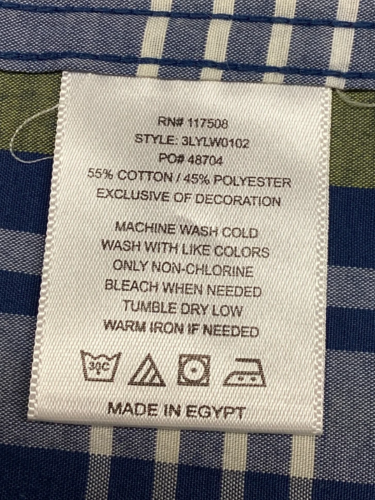 RN# 117508
STYLE: 3LYLW0102
PO# 48704
55% COTTON / 45% POLYESTER
EXCLUSIVE OF DECORATION
MACHINE WASH COLD
WASH WITH LIKE COLORS
ONLY NON-CHLORINE
BLEACH WHEN NEEDED
TUMBLE DRY LOW
WARM IRON IF NEEDED
30C
MADE IN EGYPT